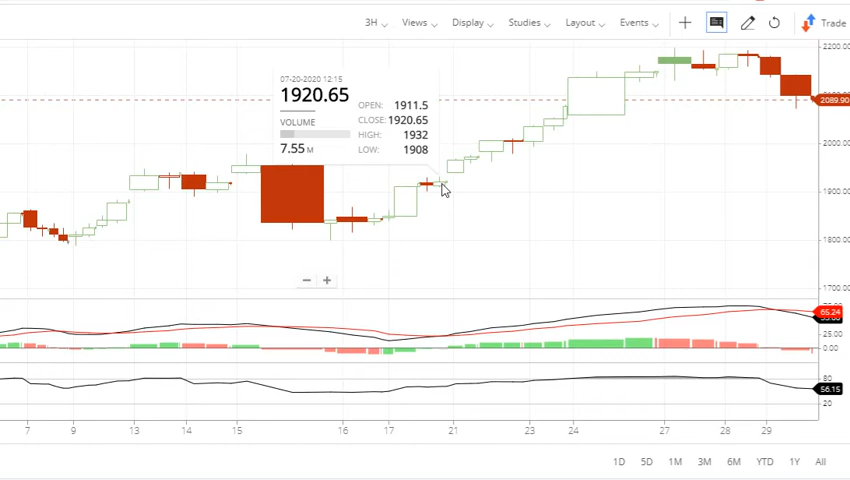 3H Views Display Studies Layout Events Trade
2200.00
07-20-2020 12:15
1920.65
OPEN: 1911.5
VOLUME CLOSE: 1920.65
HIGH: 1932
7.55 M LOW: 1908
2089.90
2000.00
1900.00
1800.00
1700.00
65.24
25.00
0.00
80
56.15
20
7 9 13 14 15 16 17 21 23 24 27 28 29
1D 5D 1M 3M 6M YTD 1Y All